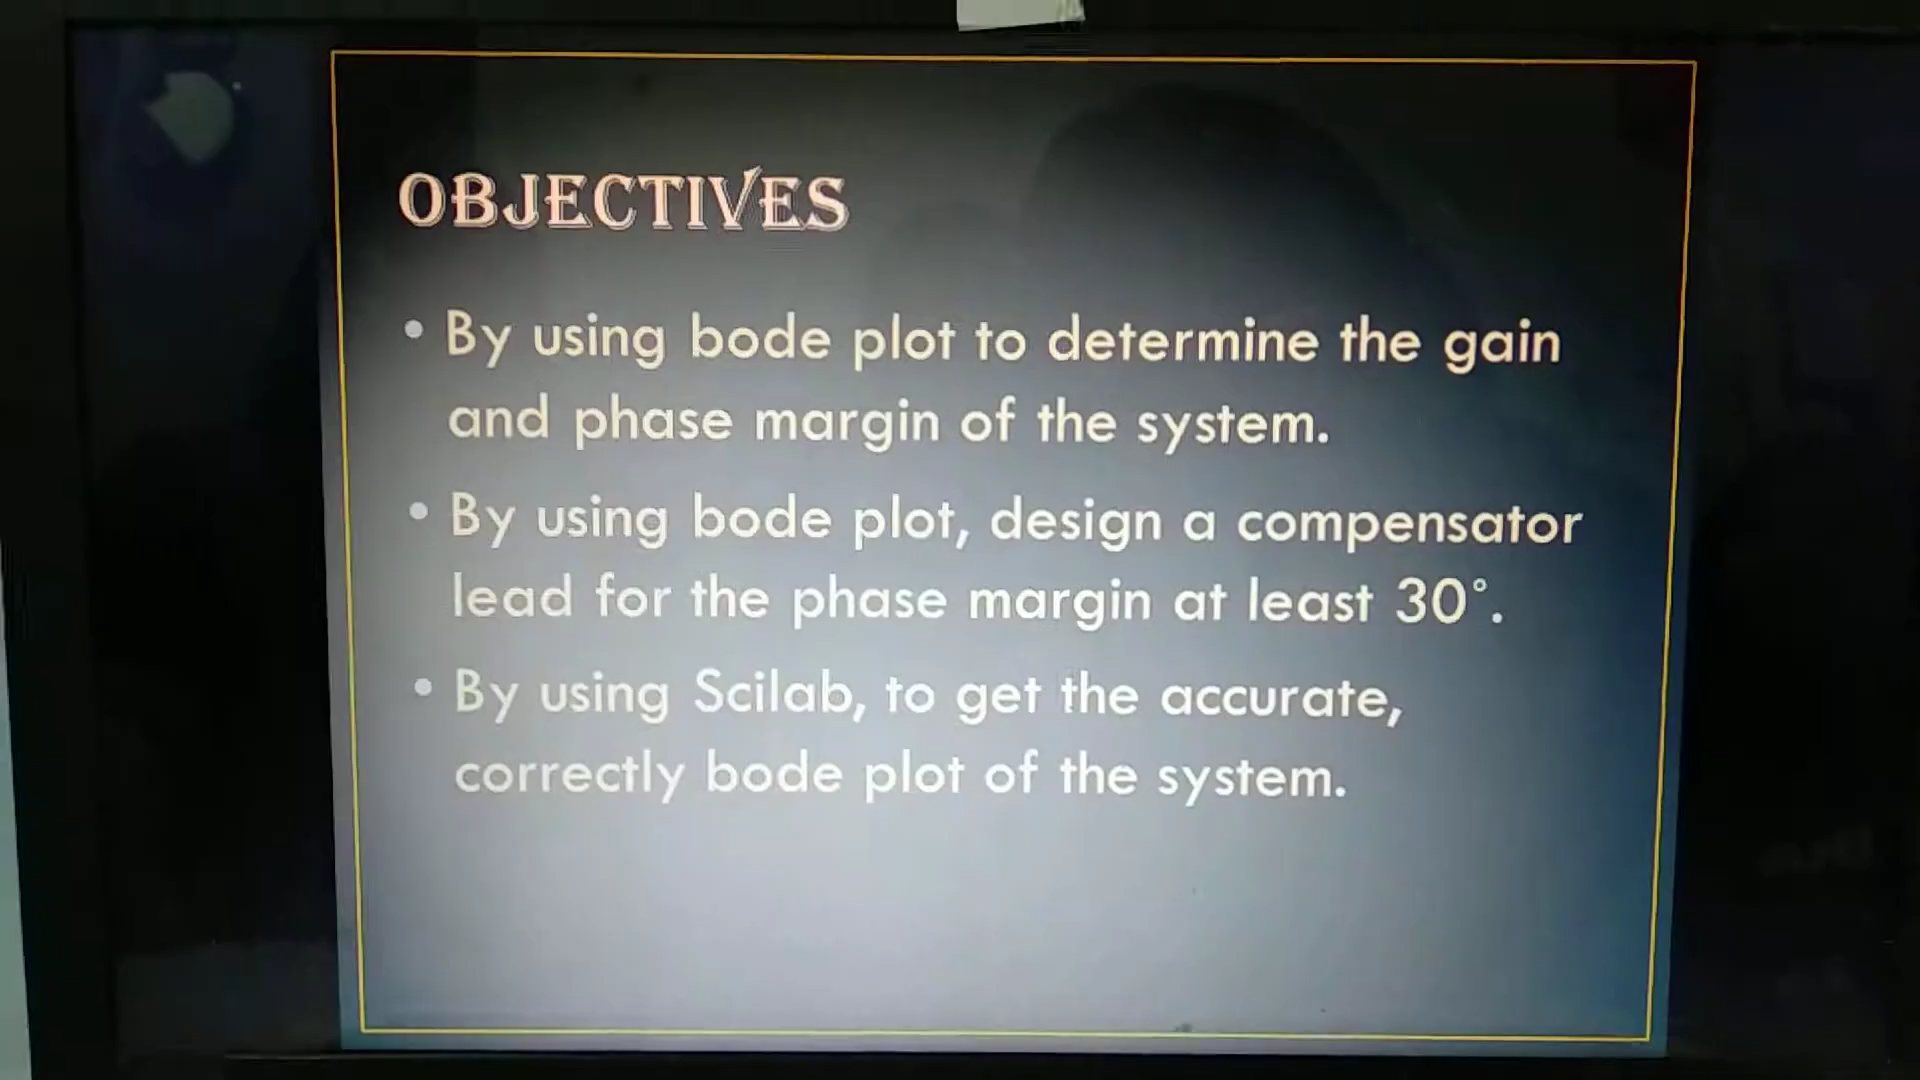 OBJECTIVES
• By using bode plot to determine the gain
and phase margin of the system.
• By using bode plot, design a compensator
lead for the phase margin at least 30°.
• By using Scilab, to get the accurate,
correctly bode plot of the system.